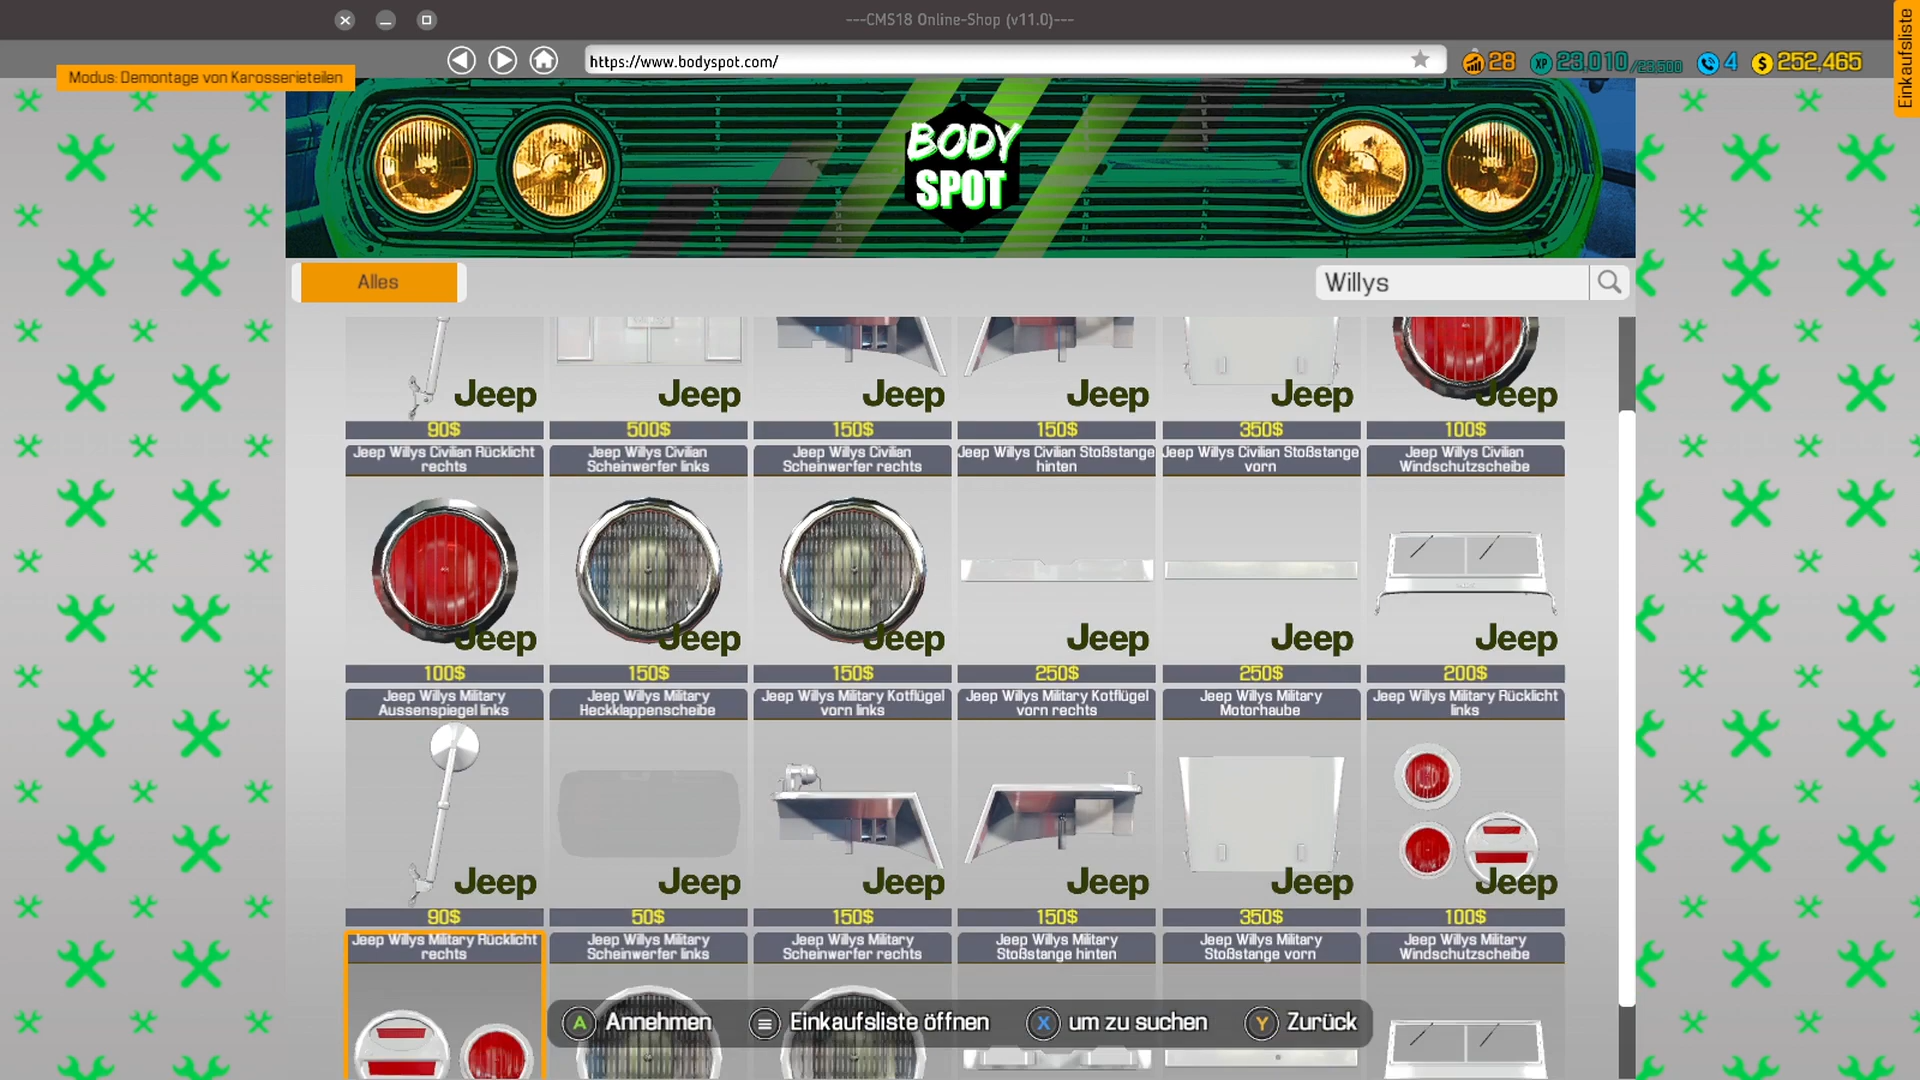 ---CMS18 Online-Shop (v11.0)---
Einkaufsliste
https://www.bodyspot.com/
28
XP 23,010/23,500
4
$ 252,465
Modus: Demontage von Karosserieteilen
BODY
SPOT
Alles
Willys
Jeep Jeep Jeep Jeep Jeep Jeep
90$ 500$ 150$ 150$ 350$ 100$
Jeep Willys Civilian Rücklicht
rechts
Jeep Willys Civilian
Scheinwerfer links
Jeep Willys Civilian
Scheinwerfer rechts
Jeep Willys Civilian Stoßstange
hinten
Jeep Willys Civilian Stoßstange
vorn
Jeep Willys Civilian
Windschutzscheibe
Jeep Jeep Jeep Jeep Jeep Jeep
100$ 150$ 150$ 250$ 250$ 200$
Jeep Willys Military
Aussenspiegel links
Jeep Willys Military
Heckklappenscheibe
Jeep Willys Military Kotflügel
vorn links
Jeep Willys Military Kotflügel
vorn rechts
Jeep Willys Military
Motorhaube
Jeep Willys Military Rücklicht
links
Jeep Jeep Jeep Jeep Jeep Jeep
90$ 50$ 150$ 150$ 350$ 100$
Jeep Willys Military Rücklicht
rechts
Jeep Willys Military
Scheinwerfer links
Jeep Willys Military
Scheinwerfer rechts
Jeep Willys Military
Stoßstange hinten
Jeep Willys Military
Stoßstange vorn
Jeep Willys Military
Windschutzscheibe
A Annehmen Einkaufsliste öffnen X um zu suchen Y Zurück